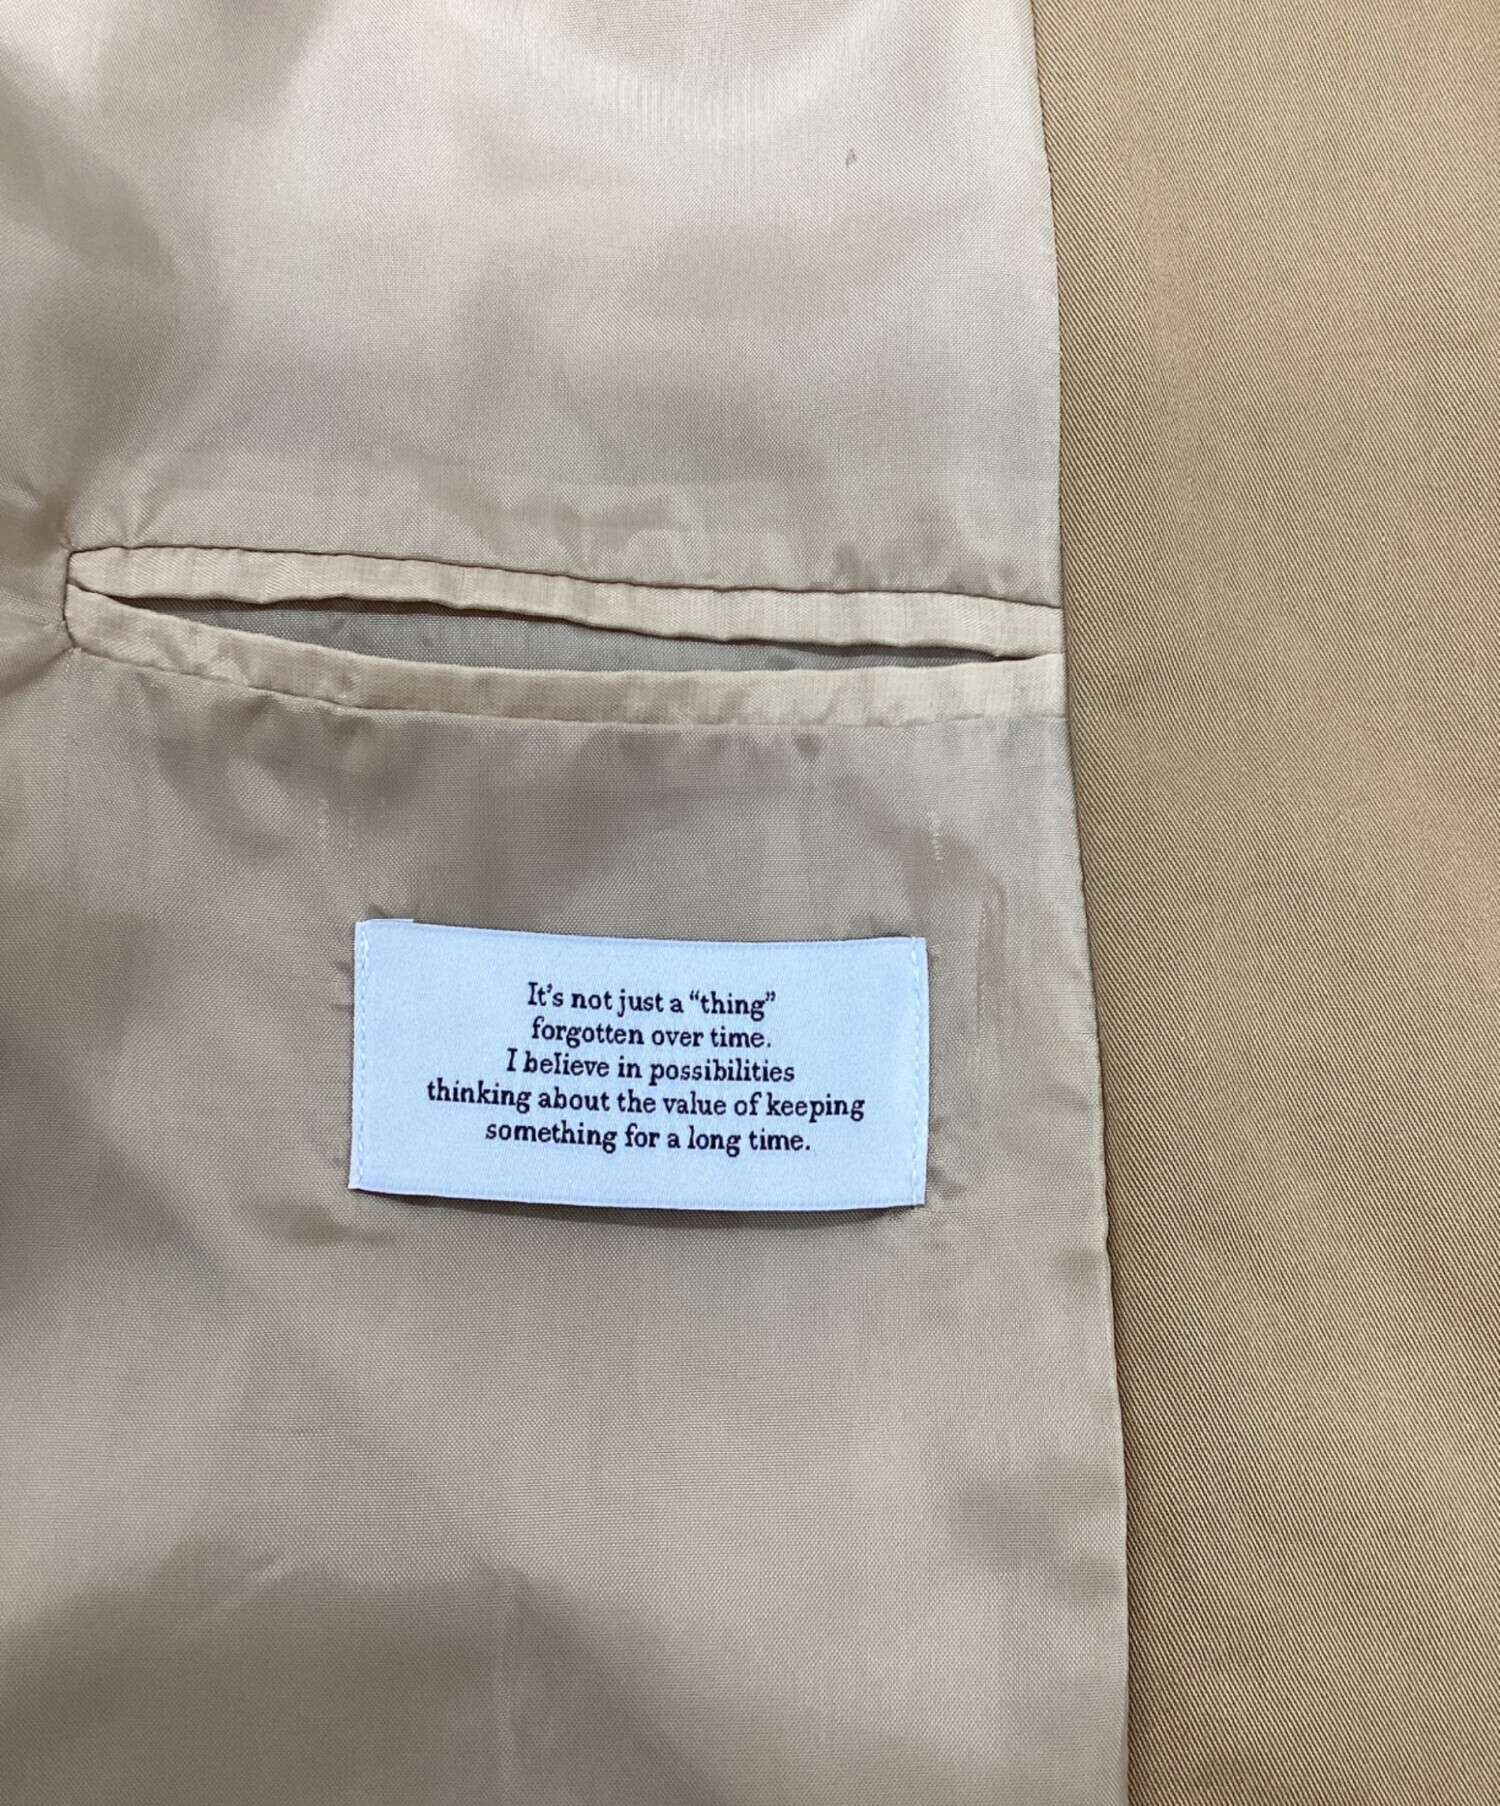 It's not just a “thing”
forgotten over time.
I believe in possibilities
thinking about the value of keeping
something for a long time.